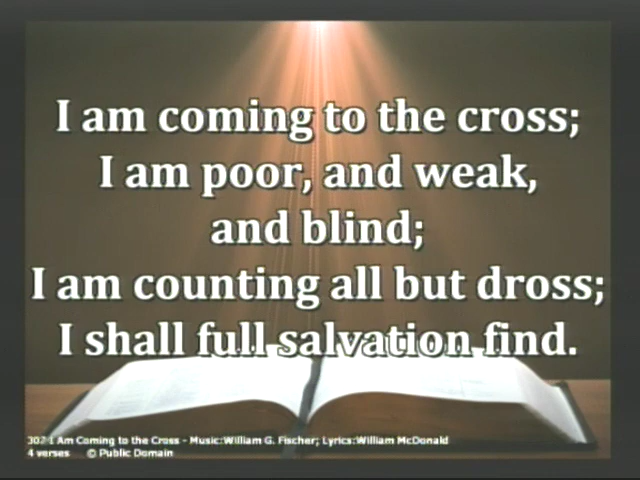 I am coming to the cross;
I am poor, and weak,
and blind;
I am counting all but dross;
I shall full salvation find.
307 I Am Coming to the Cross - Music:William G. Fischer; Lyrics:William McDonald
4 verses © Public Domain